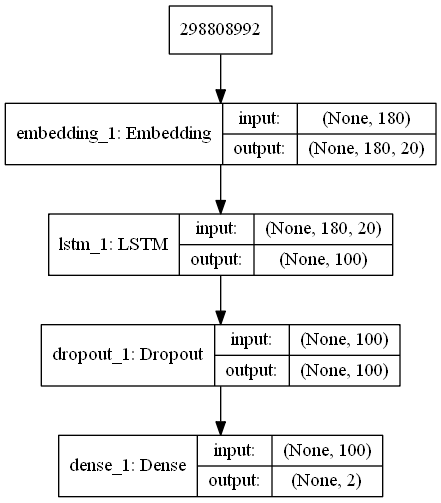 298808992
embedding_1: Embedding
input: (None, 180)
output: (None, 180, 20)
lstm_1: LSTM
input: (None, 180, 20)
output: (None, 100)
dropout_1: Dropout
input: (None, 100)
output: (None, 100)
dense_1: Dense
input: (None, 100)
output: (None, 2)